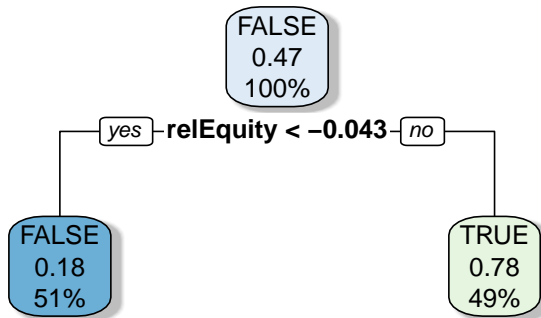 FALSE
0.47
100%
yes relEquity < −0.043 no
FALSE
0.18
51%
TRUE
0.78
49%